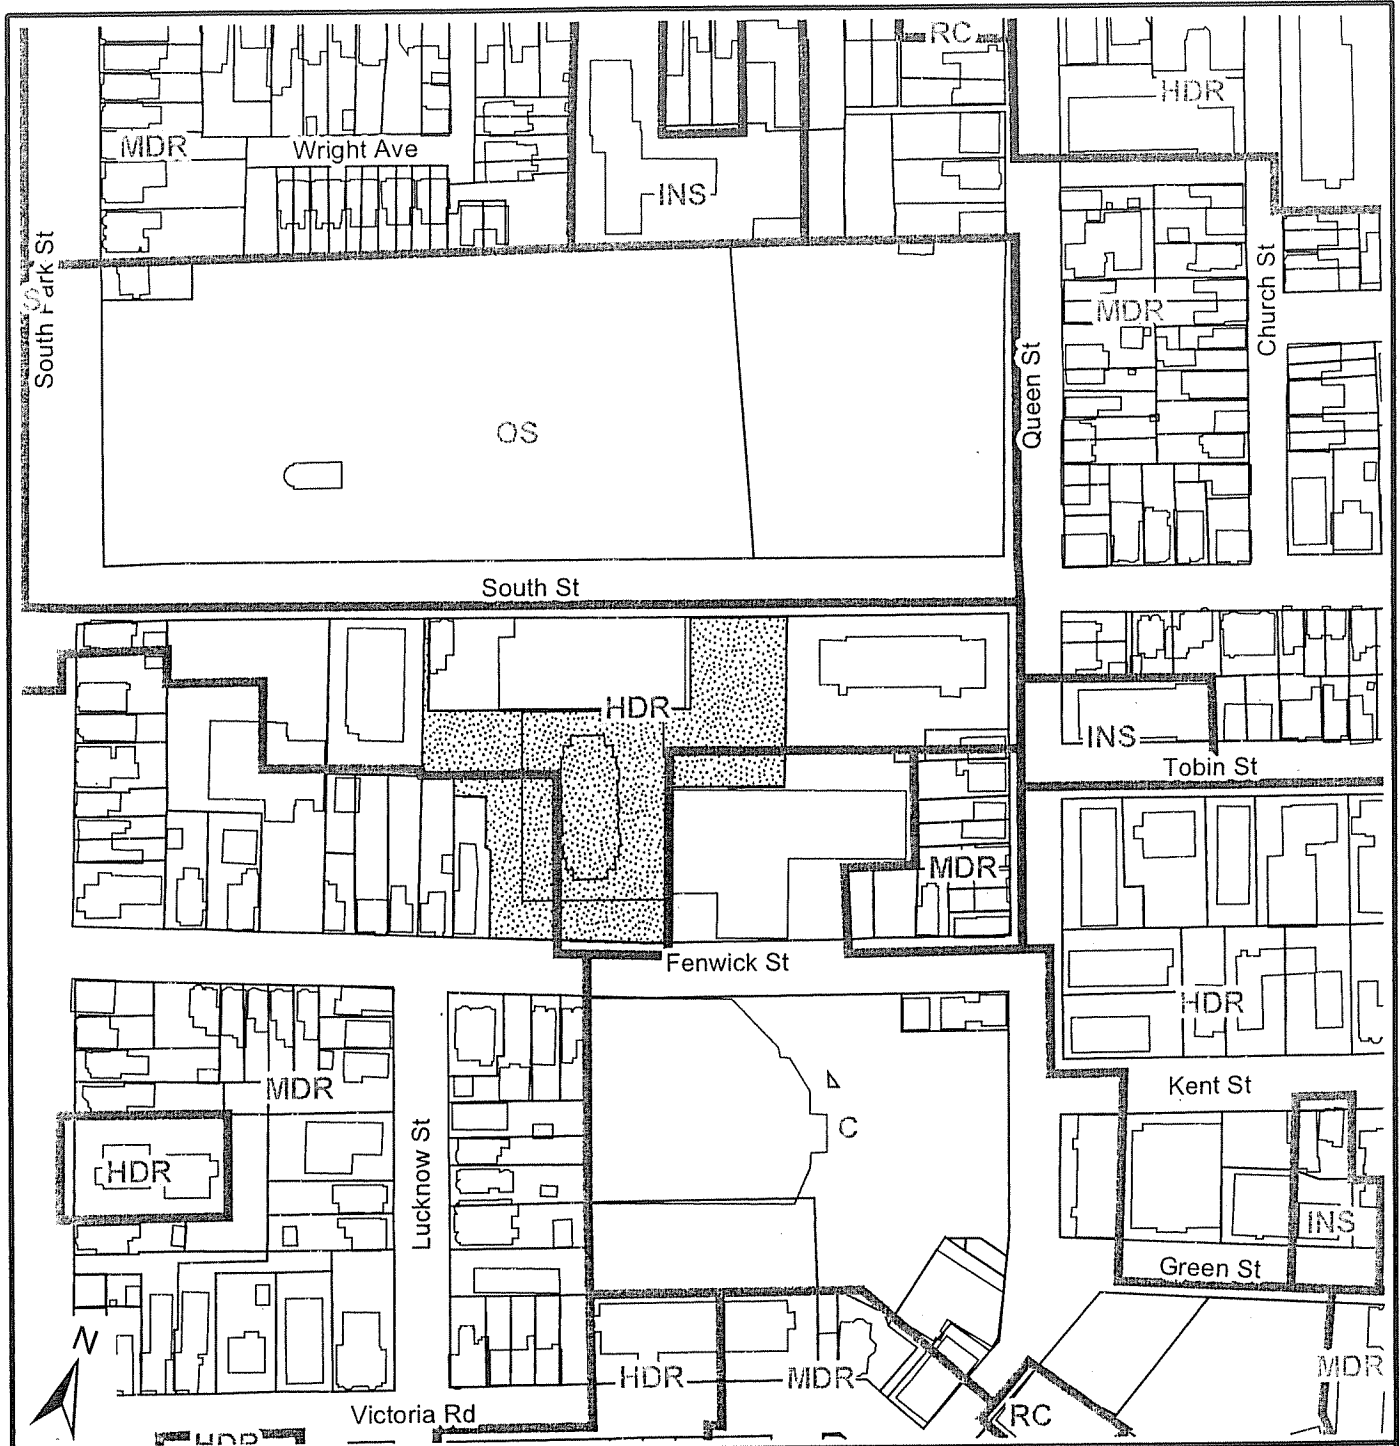 RC
HDR
MDR
Wright Ave
INS
South Park St
S
MDR
Church St
Queen St
OS
South St
HDR
INS
Tobin St
MDR
Fenwick St
HDR
MDR
Kent St
C
HDR
Lucknow St
INS
Green St
N
HDR
MDR
MDR
Victoria Rd
RC
HDR